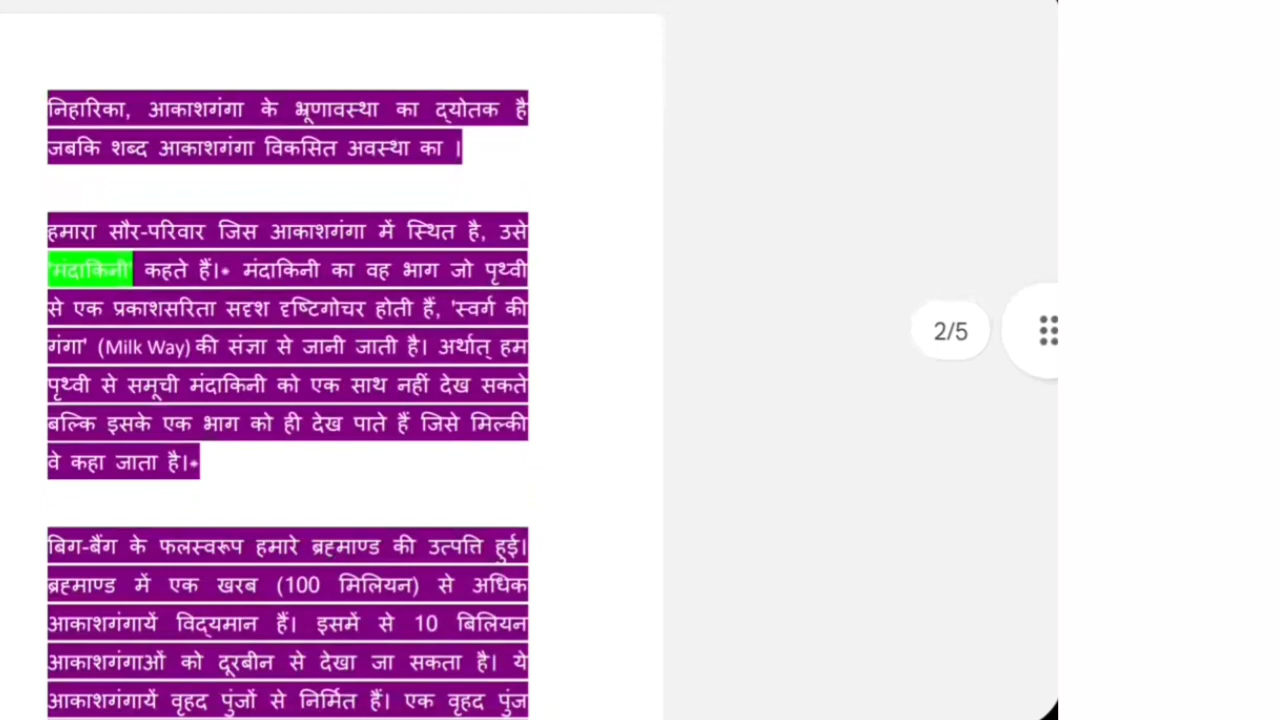 निहारिका, आकाशगंगा के भ्रूणावस्था का द्योतक है
जबकि शब्द आकाशगंगा विकसित अवस्था का ।
हमारा सौर-परिवार जिस आकाशगंगा में स्थित है, उसे
'मंदाकिनी' कहते हैं।* मंदाकिनी का वह भाग जो पृथ्वी
से एक प्रकाशसरिता सदृश दृष्टिगोचर होती हैं, 'स्वर्ग की
गंगा' (Milk Way) की संज्ञा से जानी जाती है। अर्थात् हम
पृथ्वी से समूची मंदाकिनी को एक साथ नहीं देख सकते
बल्कि इसके एक भाग को ही देख पाते हैं जिसे मिल्की
वे कहा जाता है।*
2/5
बिग-बैंग के फलस्वरूप हमारे ब्रह्माण्ड की उत्पत्ति हुई।
ब्रह्माण्ड में एक खरब (100 मिलियन) से अधिक
आकाशगंगायें विद्यमान हैं। इसमें से 10 बिलियन
आकाशगंगाओं को दूरबीन से देखा जा सकता है। ये
आकाशगंगायें वृहद पुंजों से निर्मित हैं। एक वृहद पुंज